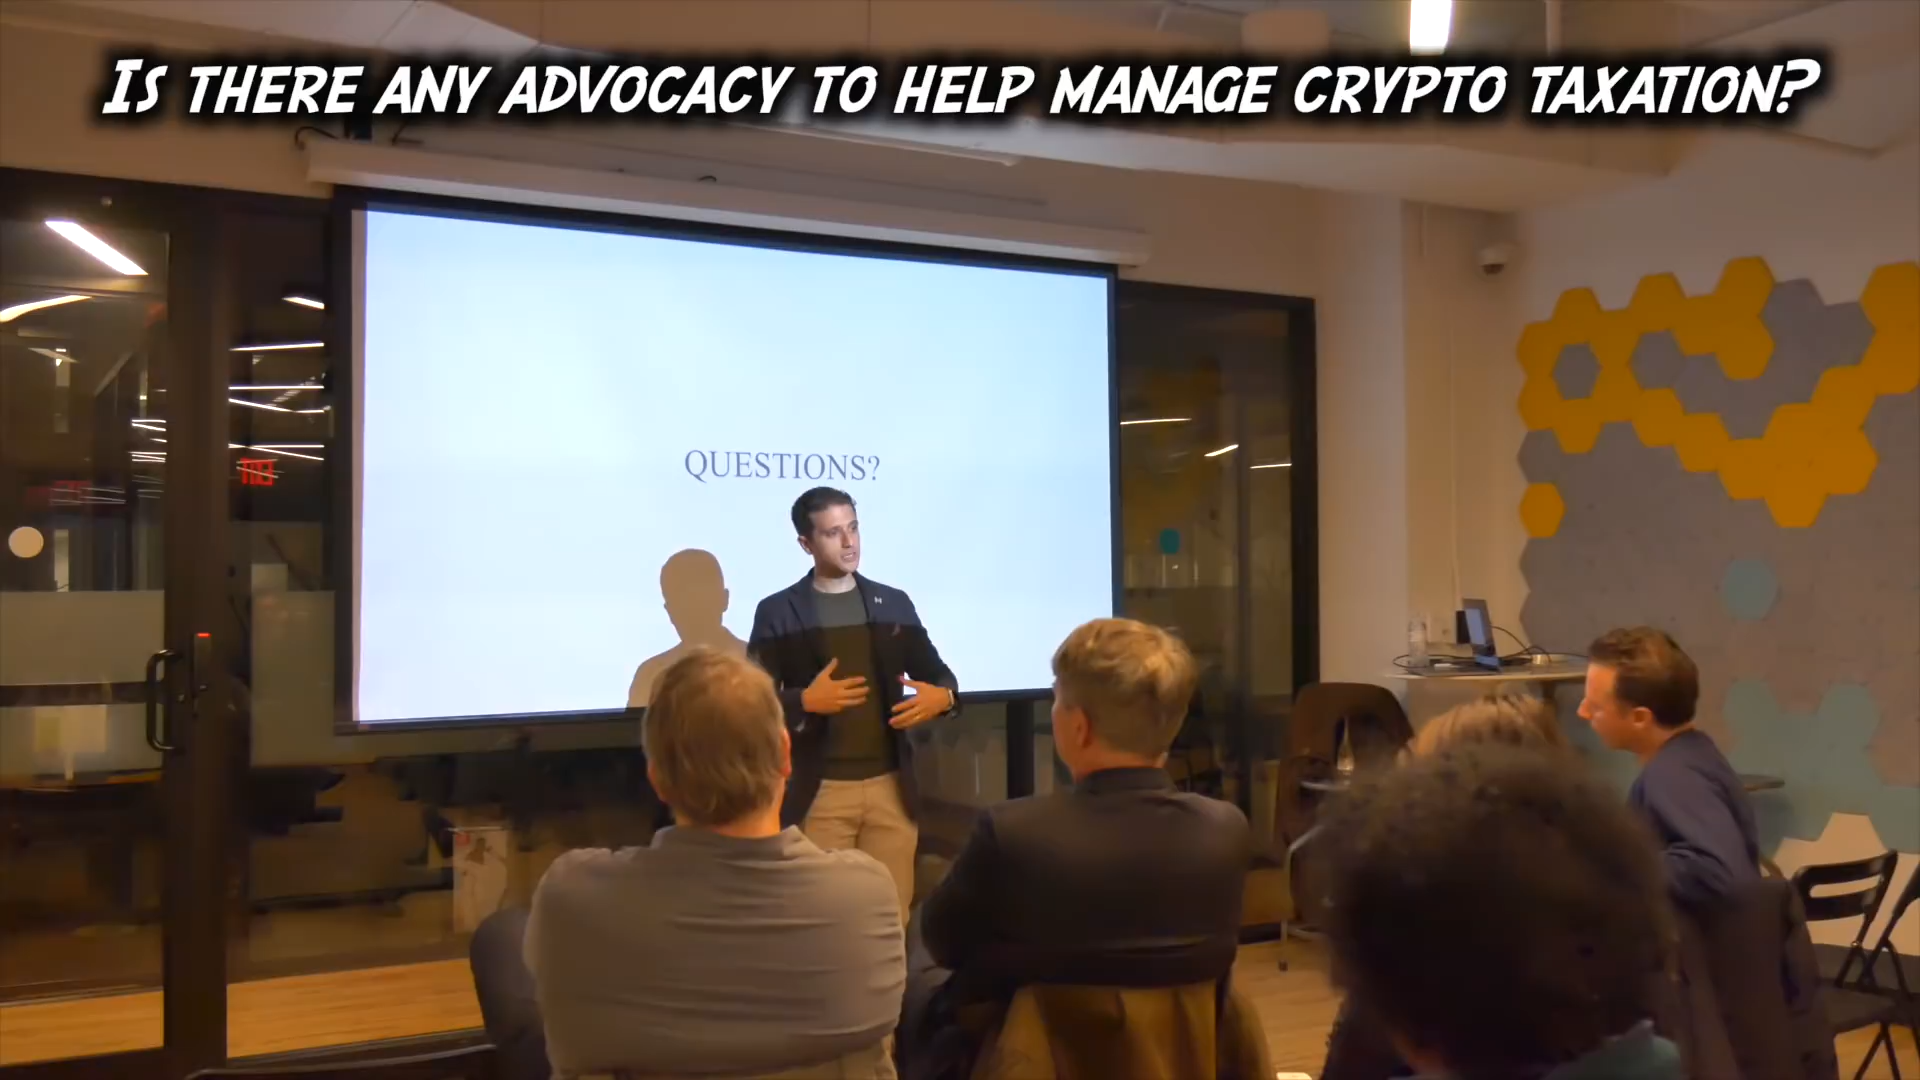 IS THERE ANY ADVOCACY TO HELP MANAGE CRYPTO TAXATION?
QUESTIONS?